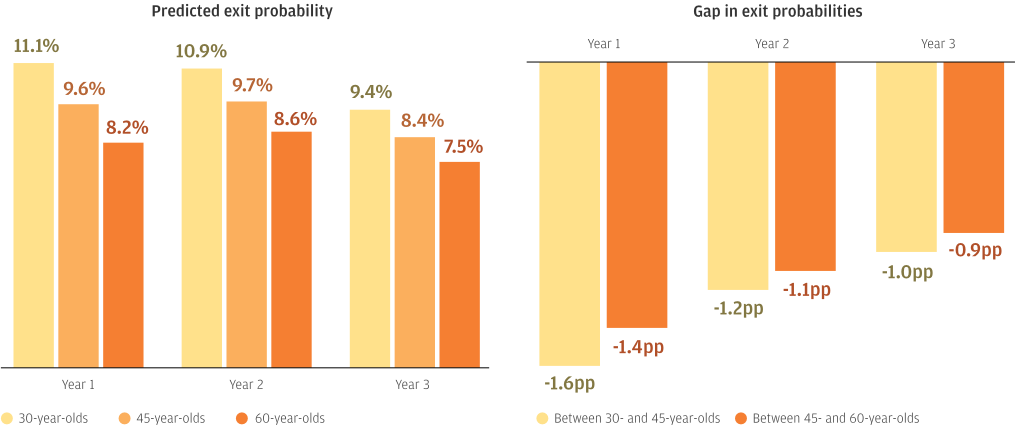 Predicted exit probability
11.1%
9.6%
8.2%
10.9%
9.7%
8.6%
9.4%
8.4%
7.5%
Year 1
Year 2
Year 3
30-year-olds
45-year-olds
60-year-olds
Gap in exit probabilities
Year 1
Year 2
Year 3
-1.6pp
-1.4pp
-1.2pp
-1.1pp
-1.0pp
-0.9pp
Between 30- and 45-year-olds
Between 45- and 60-year-olds